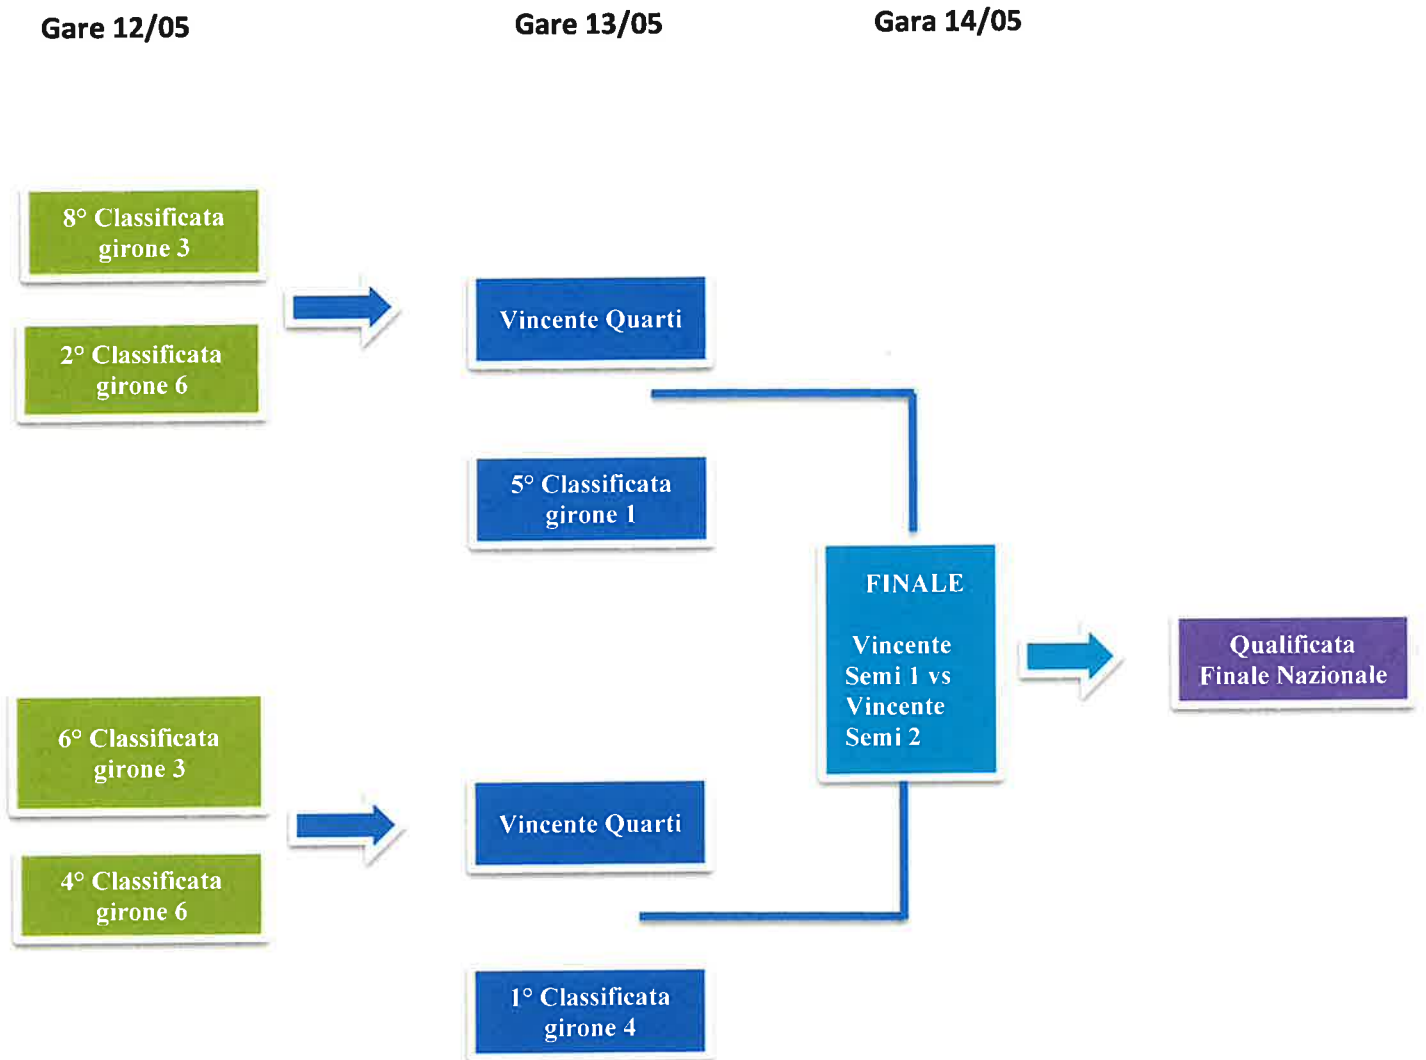 Gare 12/05
Gare 13/05
Gara 14/05
8° Classificata
girone 3
2° Classificata
girone 6
Vincente Quarti
5° Classificata
girone 1
FINALE
Vincente
Semi 1 vs
Vincente
Semi 2
Qualificata
Finale Nazionale
6° Classificata
girone 3
4° Classificata
girone 6
Vincente Quarti
1° Classificata
girone 4